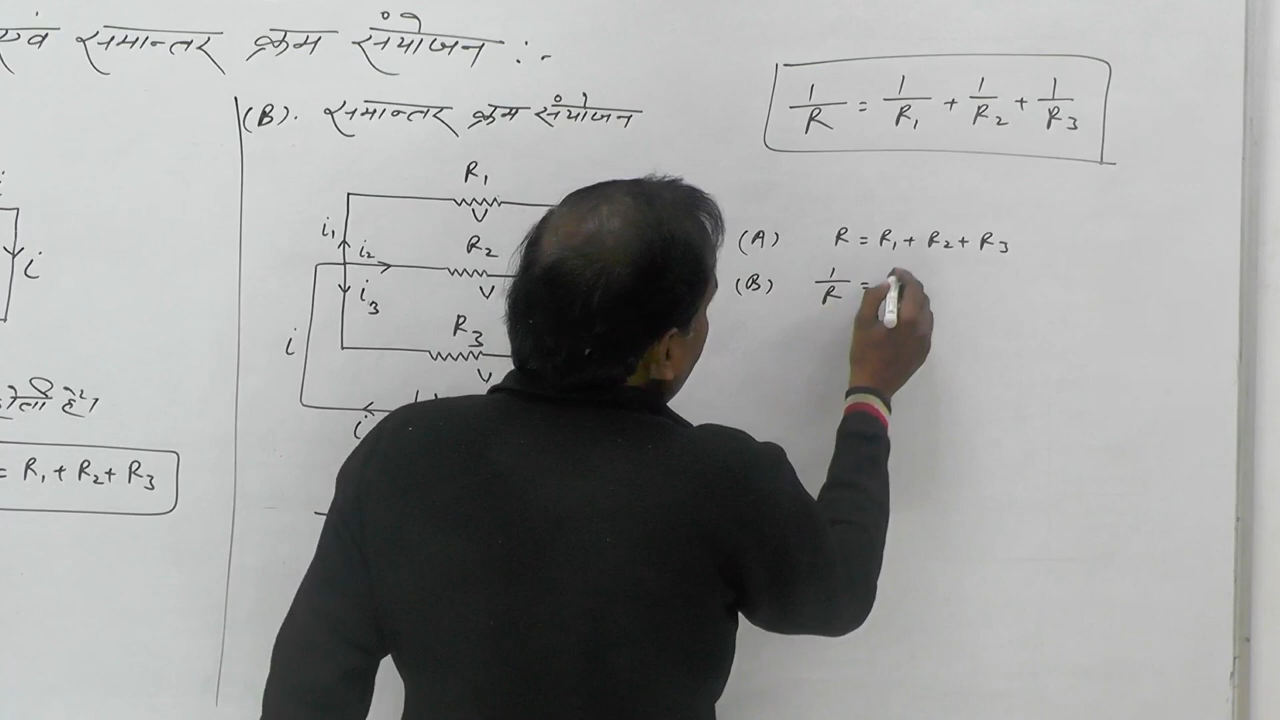 एवं समान्तर क्रम संयोजन :-
(B). समान्तर क्रम संयोजन
1/R = 1/R₁ + 1/R₂ + 1/R₃
R₁
V
i₁
i₂
R₂
V
i₃
R₃
V
i
i
i
(A) R = R₁ + R₂ + R₃
(B) 1/R =
होती है।
= R₁ + R₂ + R₃